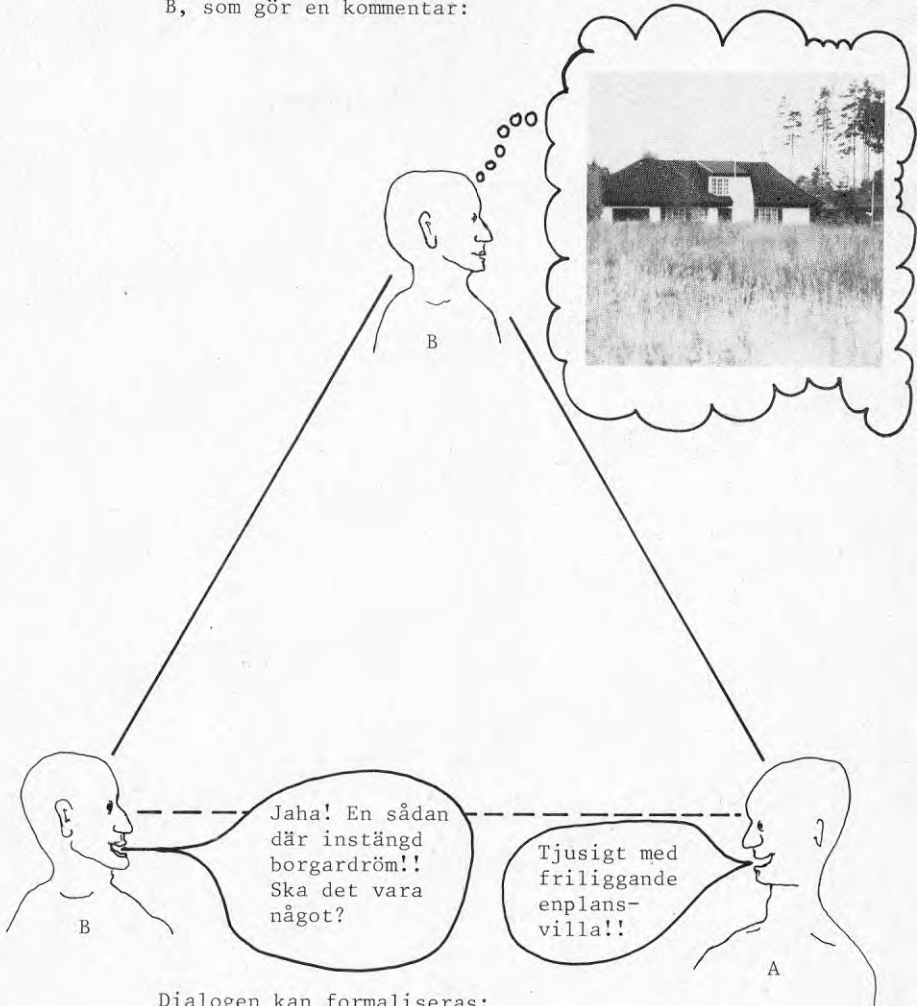 B, som gör en kommentar:
B
Jaha! En sådan
där instängd
borgardröm!!
Ska det vara
något?
B
Tjusigt med
friliggande
enplans-
villa!!
A
Dialogen kan formaliseras: